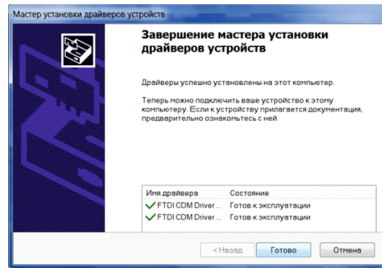 Мастер установки драйверов устройств
Завершение мастера установки
драйверов устройств
Драйверы успешно установлены на этот компьютер.
Теперь можно подключить ваше устройство к этому
компьютеру. Если к устройству прилагается документация,
предварительно ознакомьтесь с ней.
Имя драйвера Состояние
FTDI CDM Driver ... Готов к эксплуатации
FTDI CDM Driver ... Готов к эксплуатации
< Назад Готово Отмена